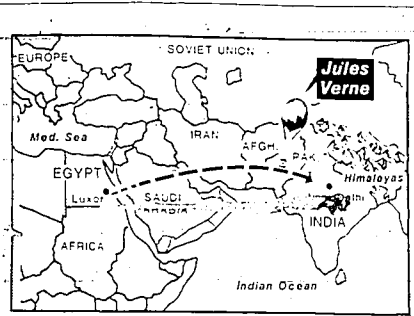 SOVIET UNION
EUROPE
Jules
Verne
Med. Sea
IRAN
AFGH.
PAK.
EGYPT
Himalayas
Luxor
SAUDI
ARABIA
INDIA
AFRICA
Indian Ocean